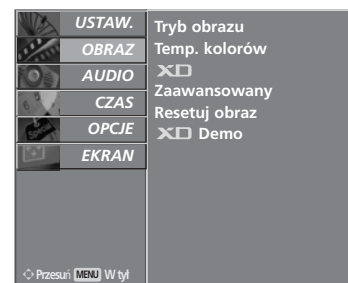 USTAW.
OBRAZ
AUDIO
CZAS
OPCJE
EKRAN
Tryb obrazu
Temp. kolorów
XD
Zaawansowany
Resetuj obraz
XD Demo
Przesuń MENU W tył